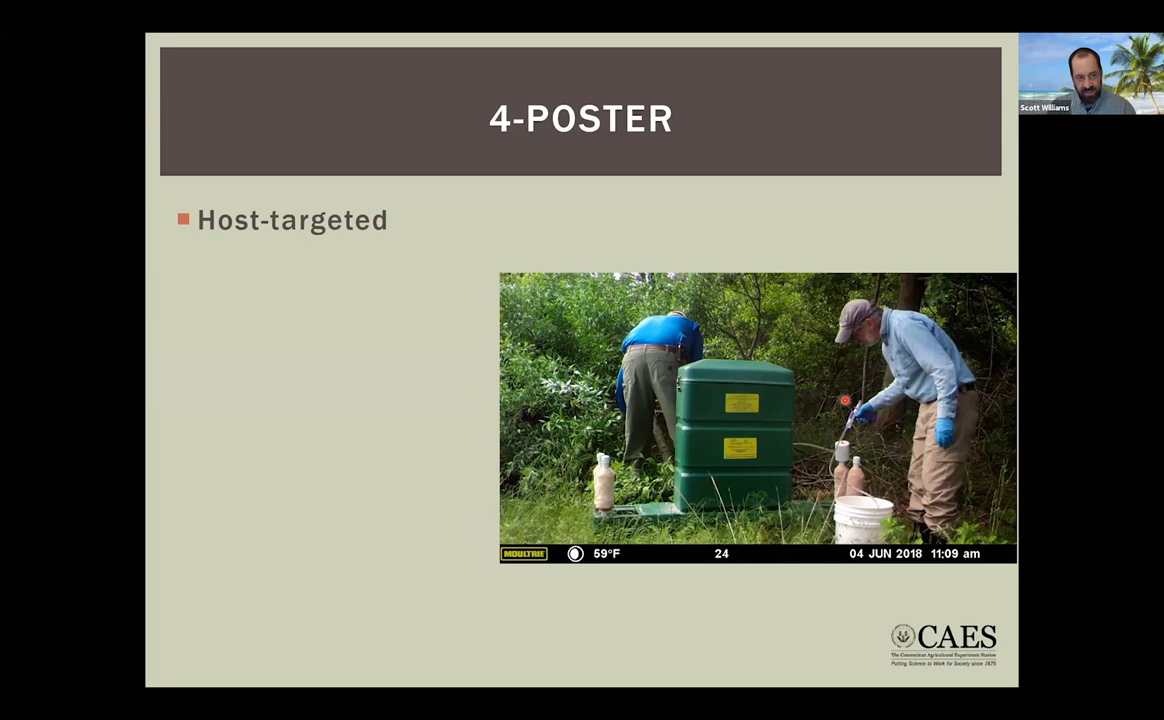 4-POSTER
Scott Williams
Host-targeted
MOULTRIE 59°F 24 04 JUN 2018 11:09 am
CAES
The Connecticut Agricultural Experiment Station
Putting Science to Work for Society since 1875